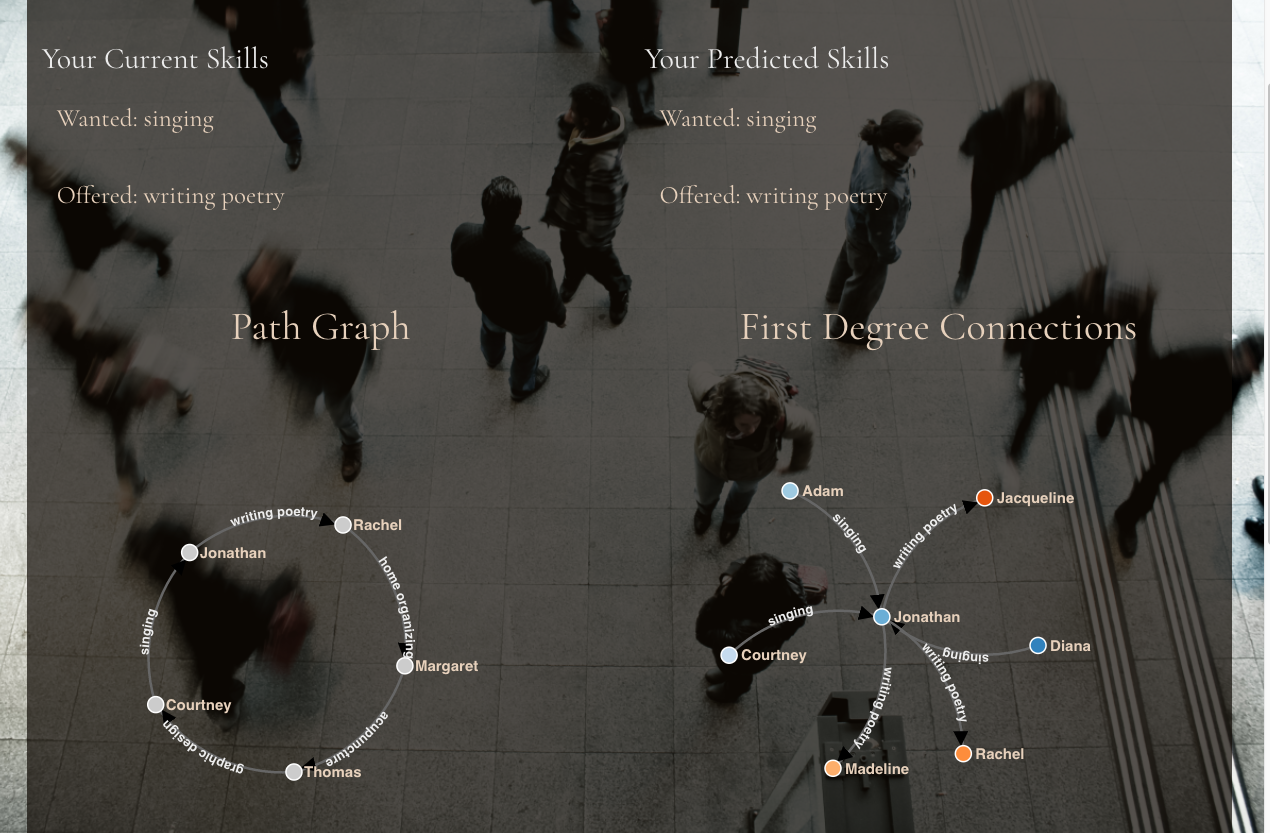 Your Current Skills
Wanted: singing
Offered: writing poetry
Your Predicted Skills
Wanted: singing
Offered: writing poetry
Path Graph
writing poetry
Rachel
Jonathan
home organizing
singing
Margaret
Courtney
acupuncture
graphic design
Thomas
First Degree Connections
Adam
Jacqueline
singing
writing poetry
singing
Jonathan
Courtney
singing
Diana
writing poetry
writing poetry
Rachel
Madeline